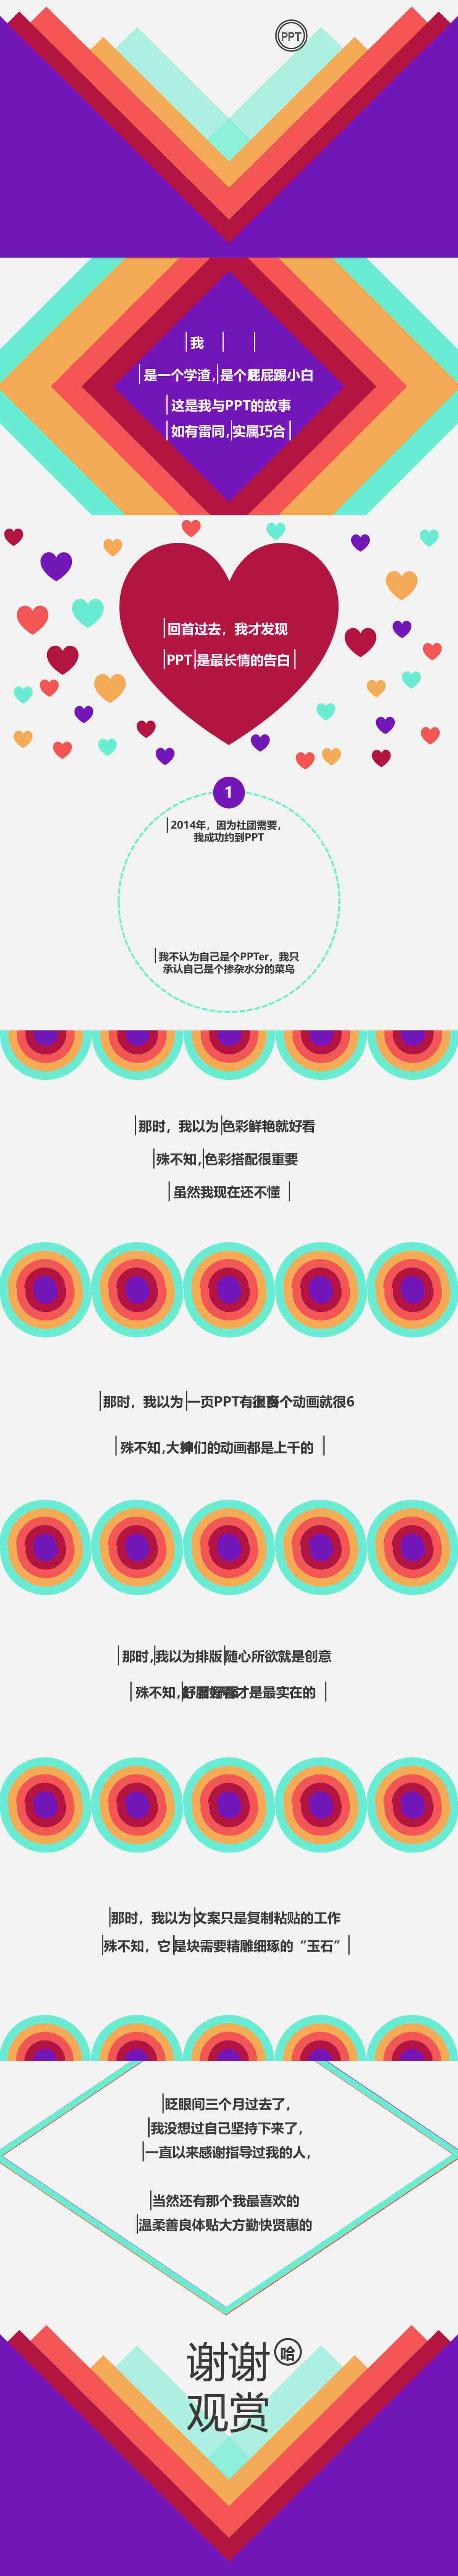 PPT
我
是一个学渣,是个屁屁踢小白
这是我与PPT的故事
如有雷同,实属巧合
回首过去，我才发现
PPT是最长情的告白
1
2014年，因为社团需要，
我成功约到PPT
我不认为自己是个PPTer，我只
承认自己是个掺杂水分的菜鸟
那时，我以为色彩鲜艳就好看
殊不知,色彩搭配很重要
虽然我现在还不懂
那时，我以为一页PPT有个动画就很6
殊不知,大婶们的动画都是上千的
那时,我以为排版随心所欲就是创意
殊不知,才是最实在的
那时，我以为文案只是复制粘贴的工作
殊不知，它是块需要精雕细琢的“玉石”
眨眼间三个月过去了，
我没想过自己坚持下来了，
一直以来感谢指导过我的人，
当然还有那个我最喜欢的
温柔善良体贴大方勤快贤惠的
谢谢
哈
观赏